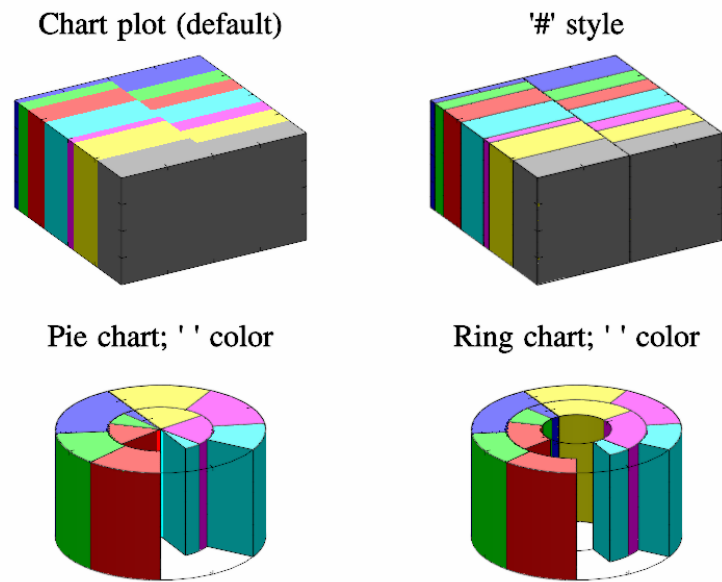 Chart plot (default)
'#' style
Pie chart; ' ' color
Ring chart; ' ' color